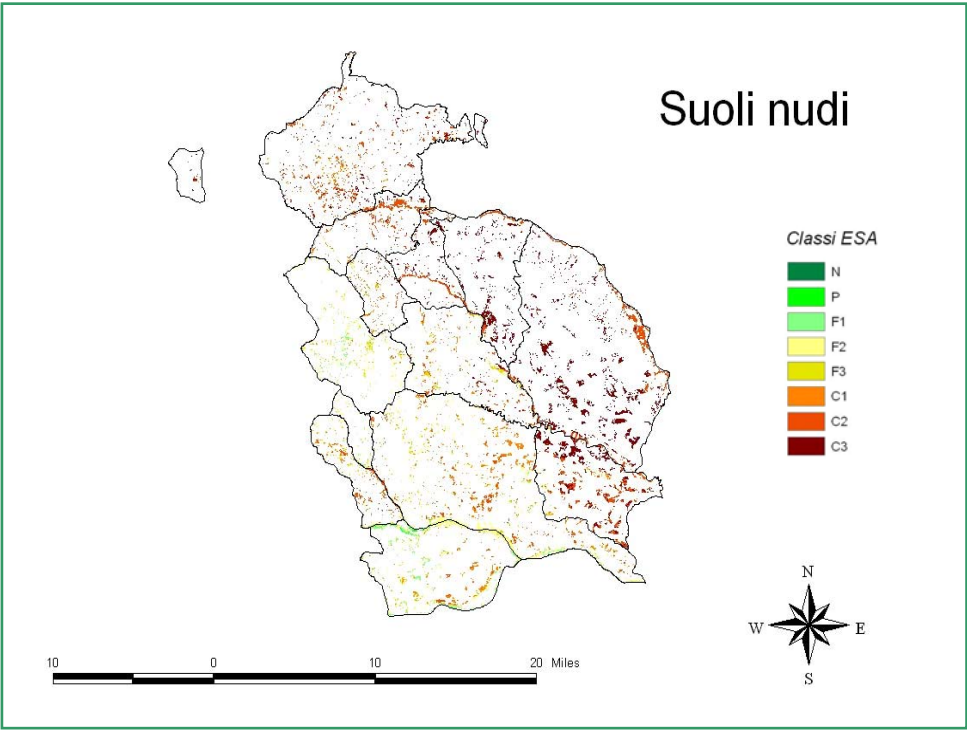 Suoli nudi
Classi ESA
N
P
F1
F2
F3
C1
C2
C3
N
W E
S
10 0 10 20 Miles